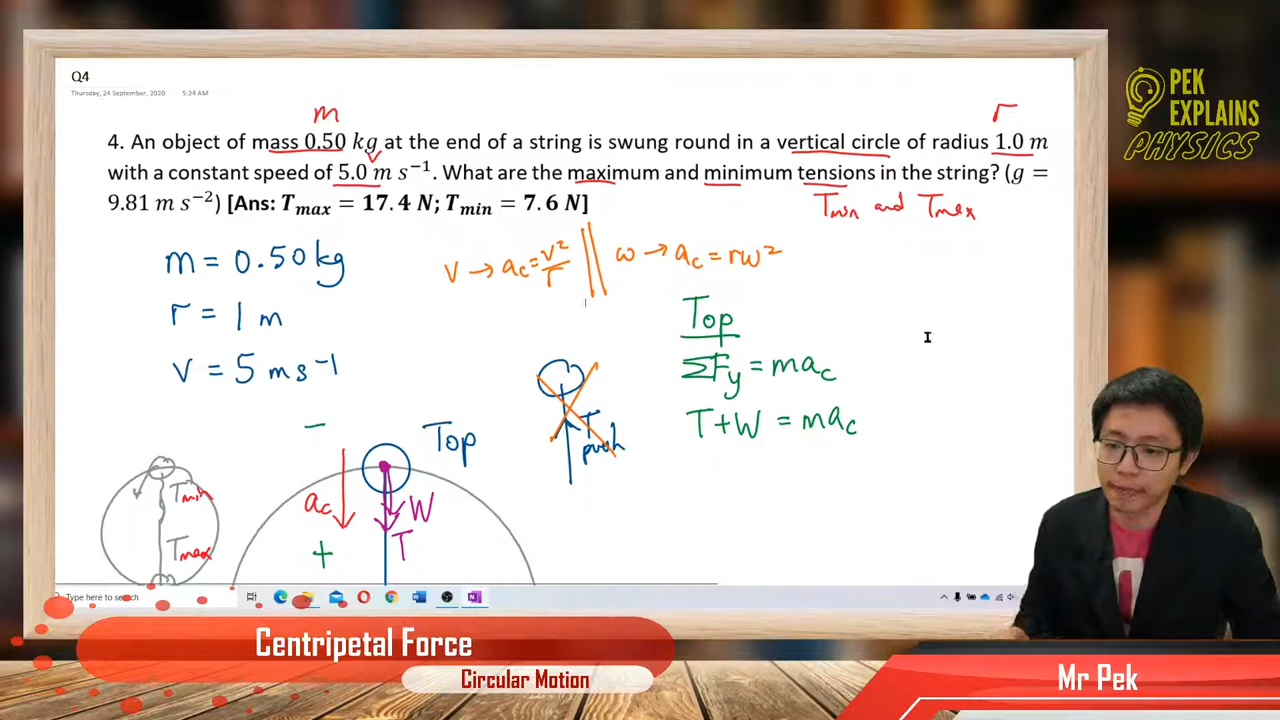 Q4
Thursday, 24 September, 2020 5:24 AM
PEK
EXPLAINS
PHYSICS
m
r
4. An object of mass 0.50 kg at the end of a string is swung round in a vertical circle of radius 1.0 m
v
with a constant speed of 5.0 m s⁻¹. What are the maximum and minimum tensions in the string? (g =
9.81 m s⁻²) [Ans: Tmax = 17.4 N; Tmin = 7.6 N]
Tmin and Tmax
m = 0.50 kg
v → ac = v²/r || ω → ac = rω²
r = 1 m
Top
v = 5 ms⁻¹
ΣFy = mac
T+W = mac
−
Top
T
push
ac
W
T
+
Tmin
Tmax
Type here to search
Centripetal Force
Circular Motion
Mr Pek